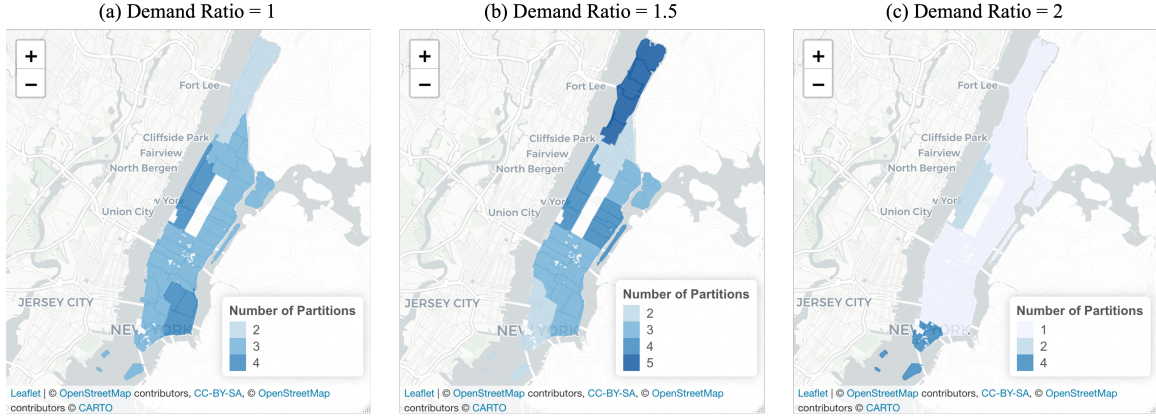 (a) Demand Ratio = 1
+
−
Fort Lee
Cliffside Park
Fairview
North Bergen
Union City
JERSEY CITY
NEW YORK
Number of Partitions
2
3
4
Leaflet | © OpenStreetMap contributors, CC-BY-SA, © OpenStreetMap
contributors © CARTO
(b) Demand Ratio = 1.5
+
−
Fort Lee
Cliffside Park
Fairview
North Bergen
Union City
JERSEY CITY
NEW YORK
Number of Partitions
2
3
4
5
Leaflet | © OpenStreetMap contributors, CC-BY-SA, © OpenStreetMap
contributors © CARTO
(c) Demand Ratio = 2
+
−
Fort Lee
Cliffside Park
Fairview
North Bergen
Union City
JERSEY CITY
NEW YORK
Number of Partitions
1
2
4
Leaflet | © OpenStreetMap contributors, CC-BY-SA, © OpenStreetMap
contributors © CARTO